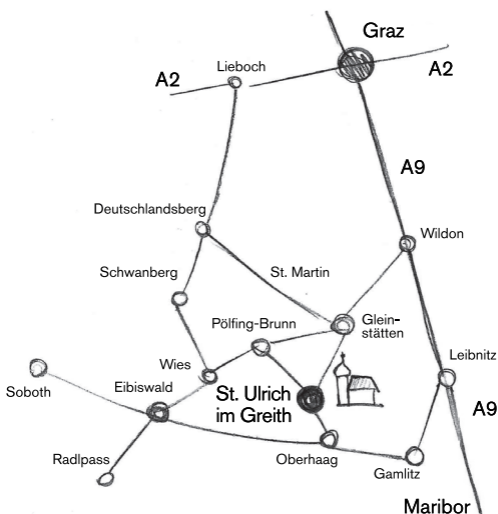 Graz
Lieboch
A2
A2
A9
Deutschlandsberg
Wildon
Schwanberg
St. Martin
Pölfing-Brunn
Glein-
stätten
Leibnitz
Wies
Soboth
Eibiswald
St. Ulrich
im Greith
A9
Radlpass
Oberhaag
Gamlitz
Maribor